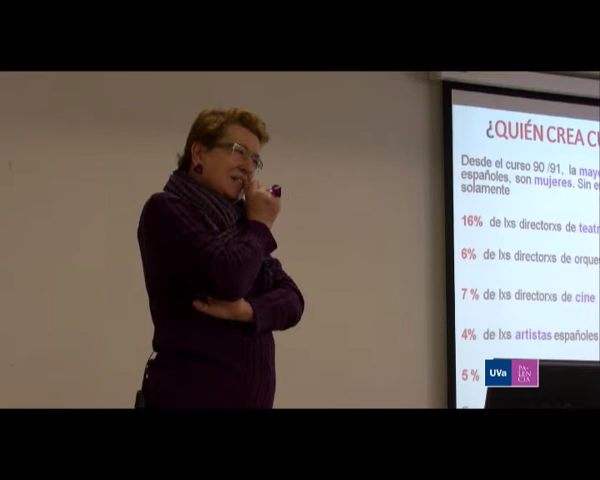 ¿QUIÉN CREA CU
Desde el curso 90 /91, la mayo
españoles, son mujeres. Sin e
solamente
16% de lxs directorxs de teatr
6% de lxs directorxs de orque
7 % de lxs directorxs de cine
4% de lxs artistas españoles
5 %
UVa
PA-
LEN
CIA